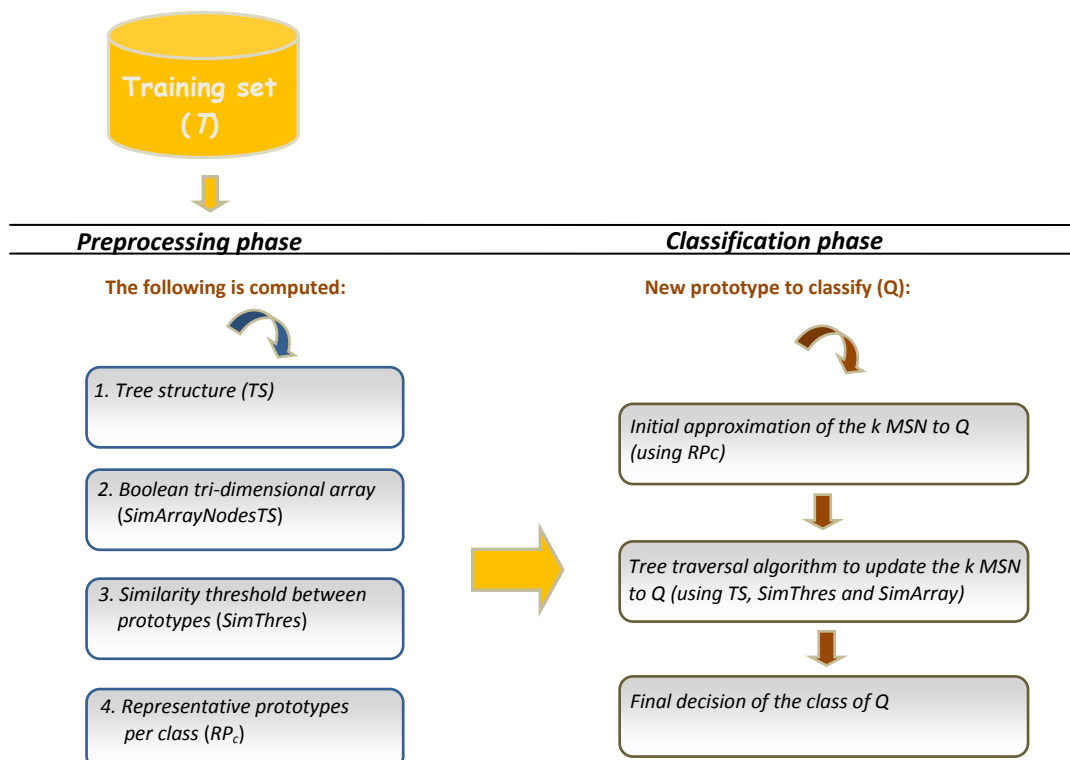 Training set
(T)
Preprocessing phase
Classification phase
The following is computed:
New prototype to classify (Q):
1. Tree structure (TS)
2. Boolean tri-dimensional array
(SimArrayNodesTS)
3. Similarity threshold between
prototypes (SimThres)
4. Representative prototypes
per class (RPc)
Initial approximation of the k MSN to Q
(using RPc)
Tree traversal algorithm to update the k MSN
to Q (using TS, SimThres and SimArray)
Final decision of the class of Q